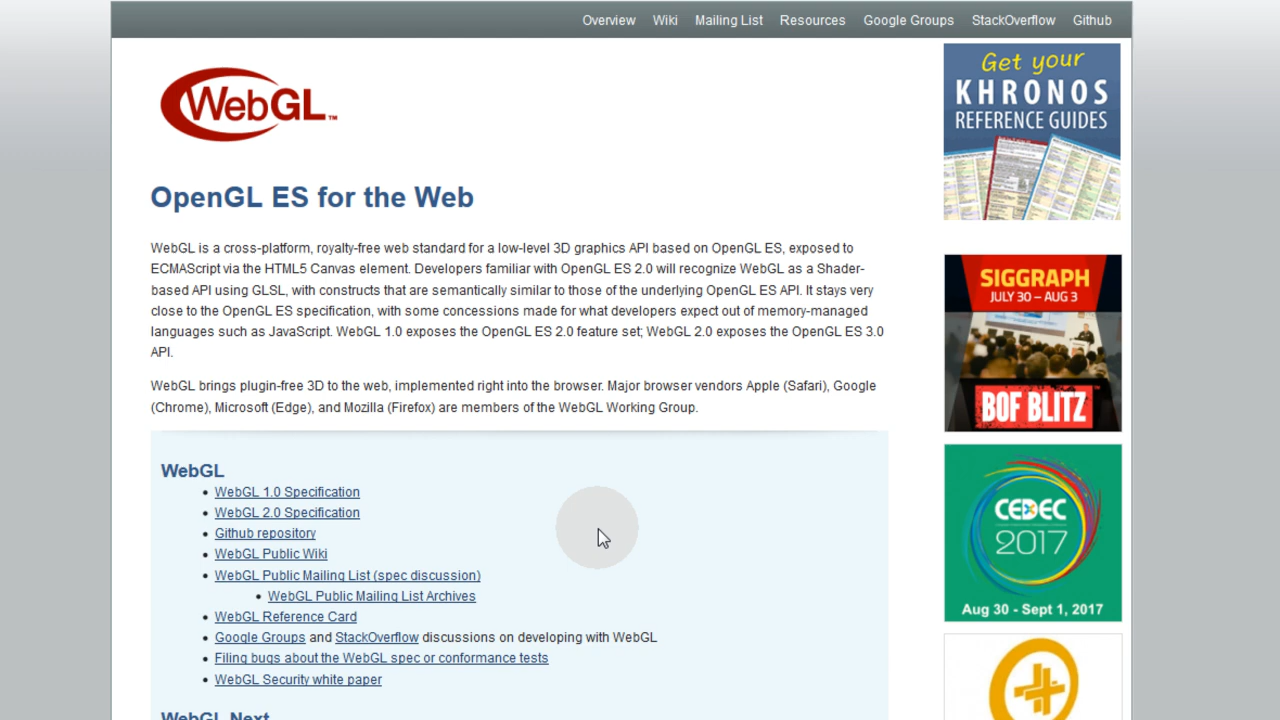 Overview Wiki Mailing List Resources Google Groups StackOverflow Github
WebGL™
OpenGL ES for the Web
WebGL is a cross-platform, royalty-free web standard for a low-level 3D graphics API based on OpenGL ES, exposed to
ECMAScript via the HTML5 Canvas element. Developers familiar with OpenGL ES 2.0 will recognize WebGL as a Shader-
based API using GLSL, with constructs that are semantically similar to those of the underlying OpenGL ES API. It stays very
close to the OpenGL ES specification, with some concessions made for what developers expect out of memory-managed
languages such as JavaScript. WebGL 1.0 exposes the OpenGL ES 2.0 feature set; WebGL 2.0 exposes the OpenGL ES 3.0
API.
WebGL brings plugin-free 3D to the web, implemented right into the browser. Major browser vendors Apple (Safari), Google
(Chrome), Microsoft (Edge), and Mozilla (Firefox) are members of the WebGL Working Group.
WebGL
WebGL 1.0 Specification
WebGL 2.0 Specification
Github repository
WebGL Public Wiki
WebGL Public Mailing List (spec discussion)
WebGL Public Mailing List Archives
WebGL Reference Card
Google Groups and StackOverflow discussions on developing with WebGL
Filing bugs about the WebGL spec or conformance tests
WebGL Security white paper
WebGL Next
Get your
KHRONOS
REFERENCE GUIDES
SIGGRAPH
JULY 30 – AUG 3
BOF BLITZ
CEDEC
2017
Aug 30 - Sept 1, 2017